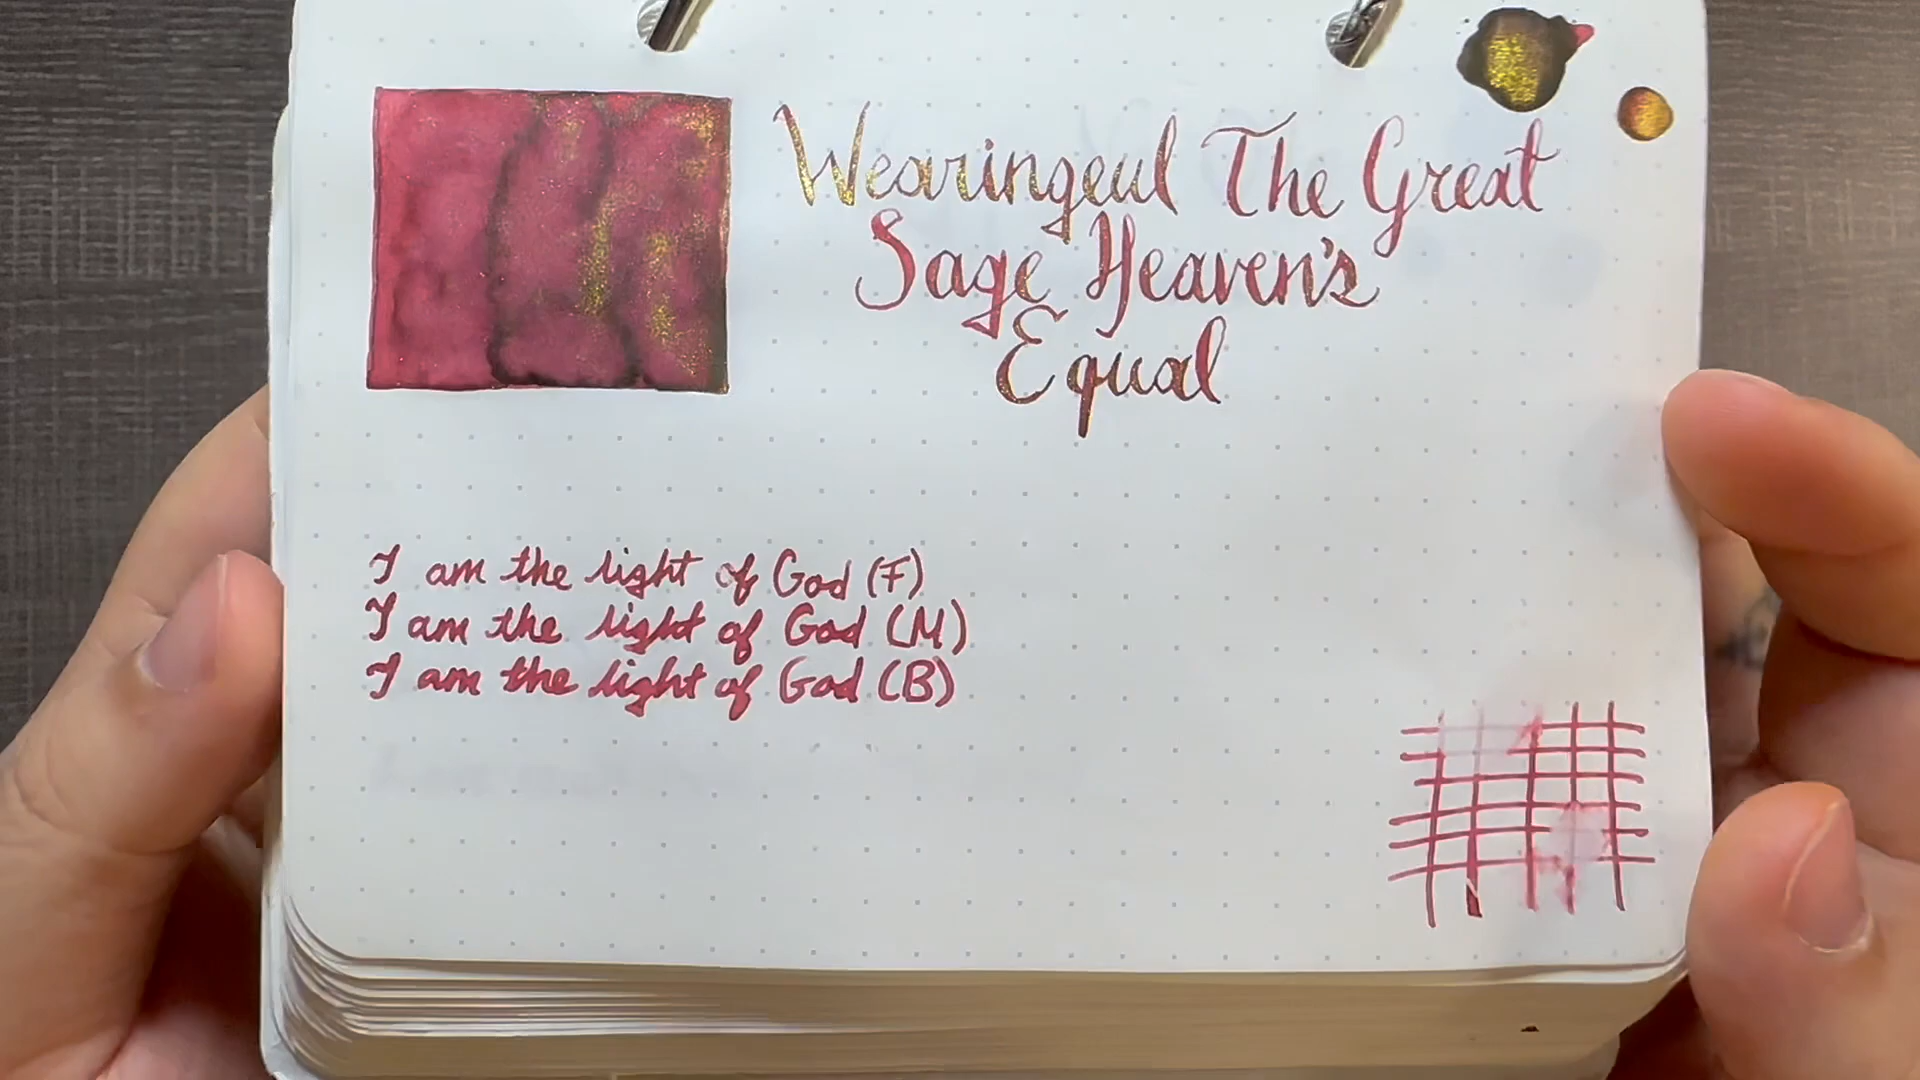 Wearingeul The Great
Sage Heaven's
Equal
I am the light of God (F)
I am the light of God (M)
I am the light of God (B)